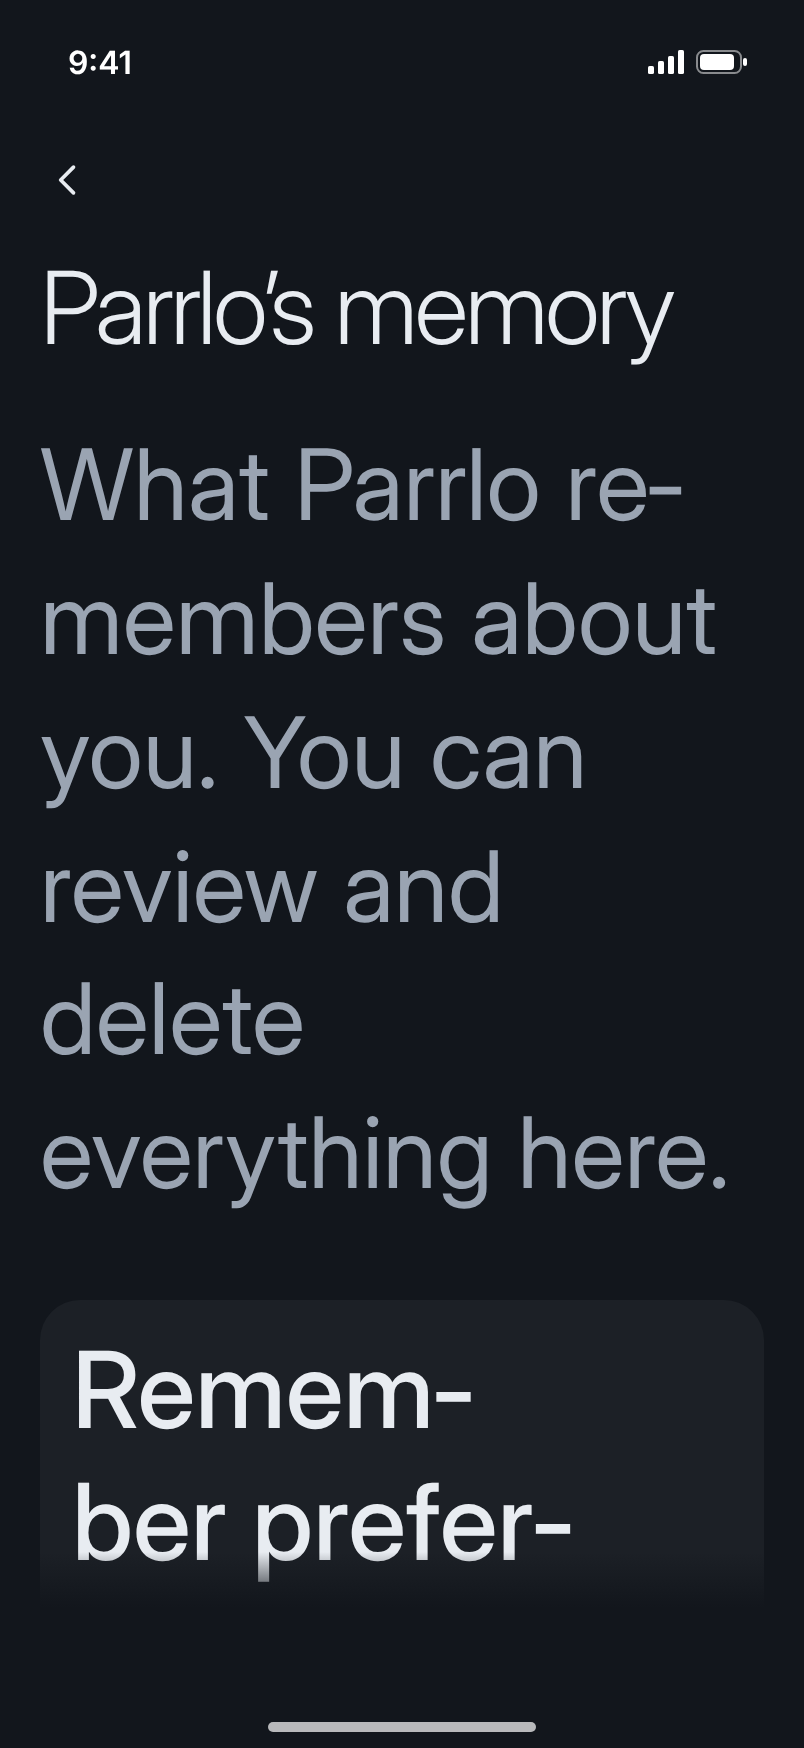 9:41
Parrlo’s memory
What Parrlo re-
members about
you. You can
review and
delete
everything here.
Remem-
ber prefer-